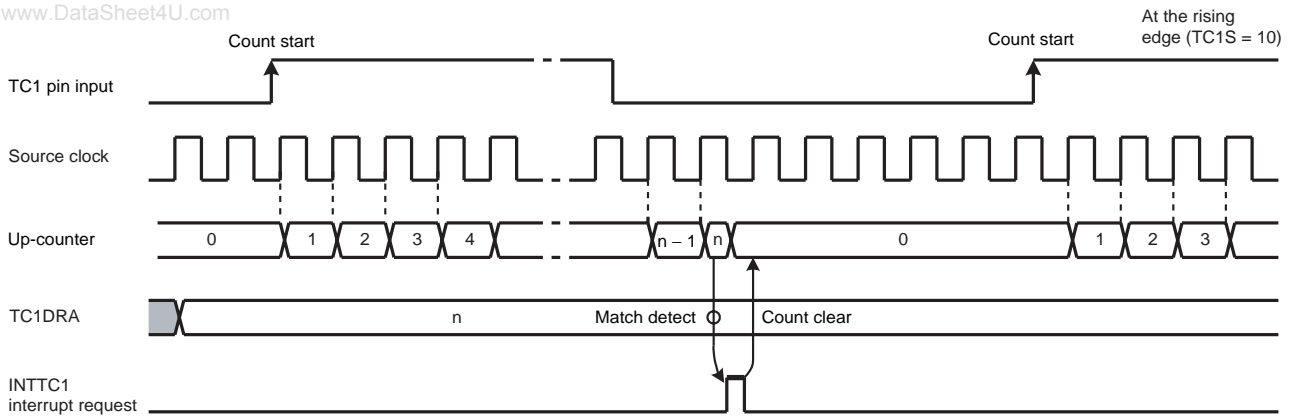 www.DataSheet4U.com
At the rising
edge (TC1S = 10)
Count start
Count start
TC1 pin input
Source clock
Up-counter
0 1 2 3 4 n – 1 n 0 1 2 3
TC1DRA
n Match detect Count clear
INTTC1
interrupt request